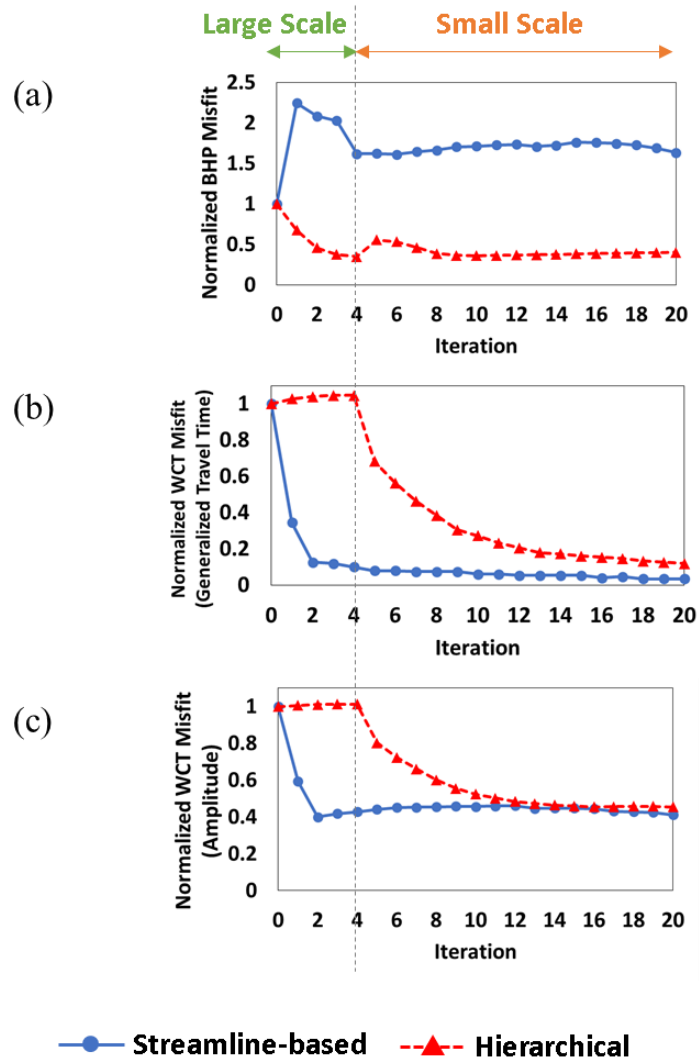 Large Scale Small Scale
(a)
Normalized BHP Misfit
2.5
2
1.5
1
0.5
0
0 2 4 6 8 10 12 14 16 18 20
Iteration
(b)
Normalized WCT Misfit
(Generalized Travel Time)
1
0.8
0.6
0.4
0.2
0
0 2 4 6 8 10 12 14 16 18 20
Iteration
(c)
Normalized WCT Misfit
(Amplitude)
1
0.8
0.6
0.4
0.2
0
0 2 4 6 8 10 12 14 16 18 20
Iteration
Streamline-based Hierarchical